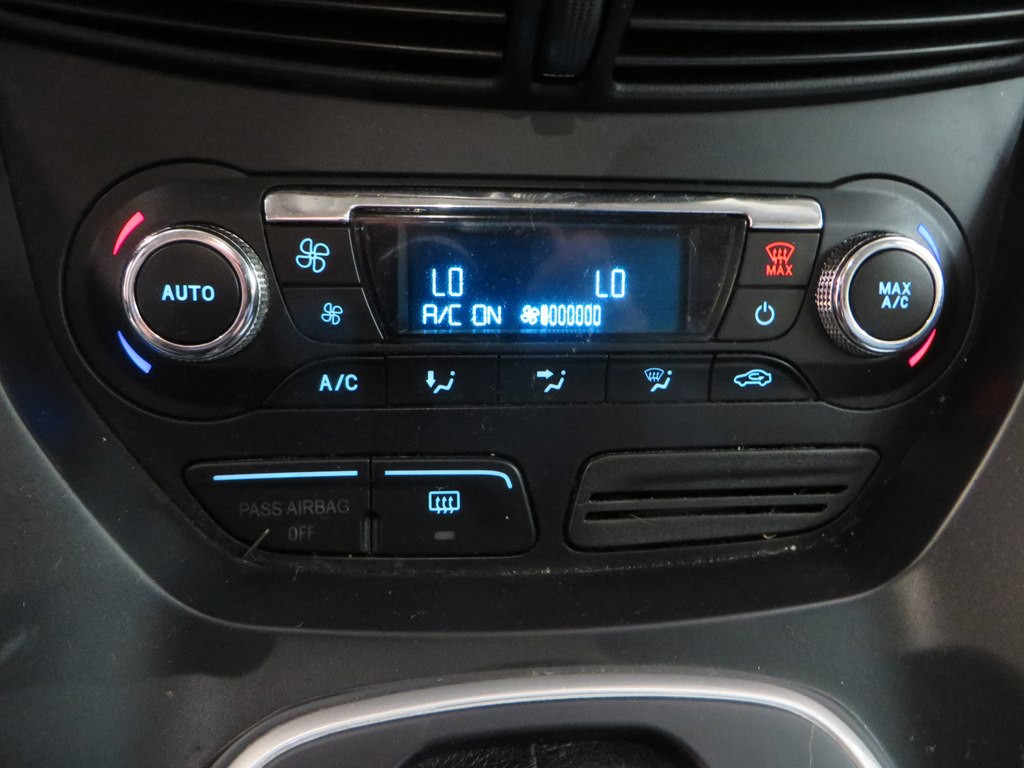 LO LO
A/C ON
AUTO
MAX
MAX
A/C
A/C
PASS AIRBAG
OFF